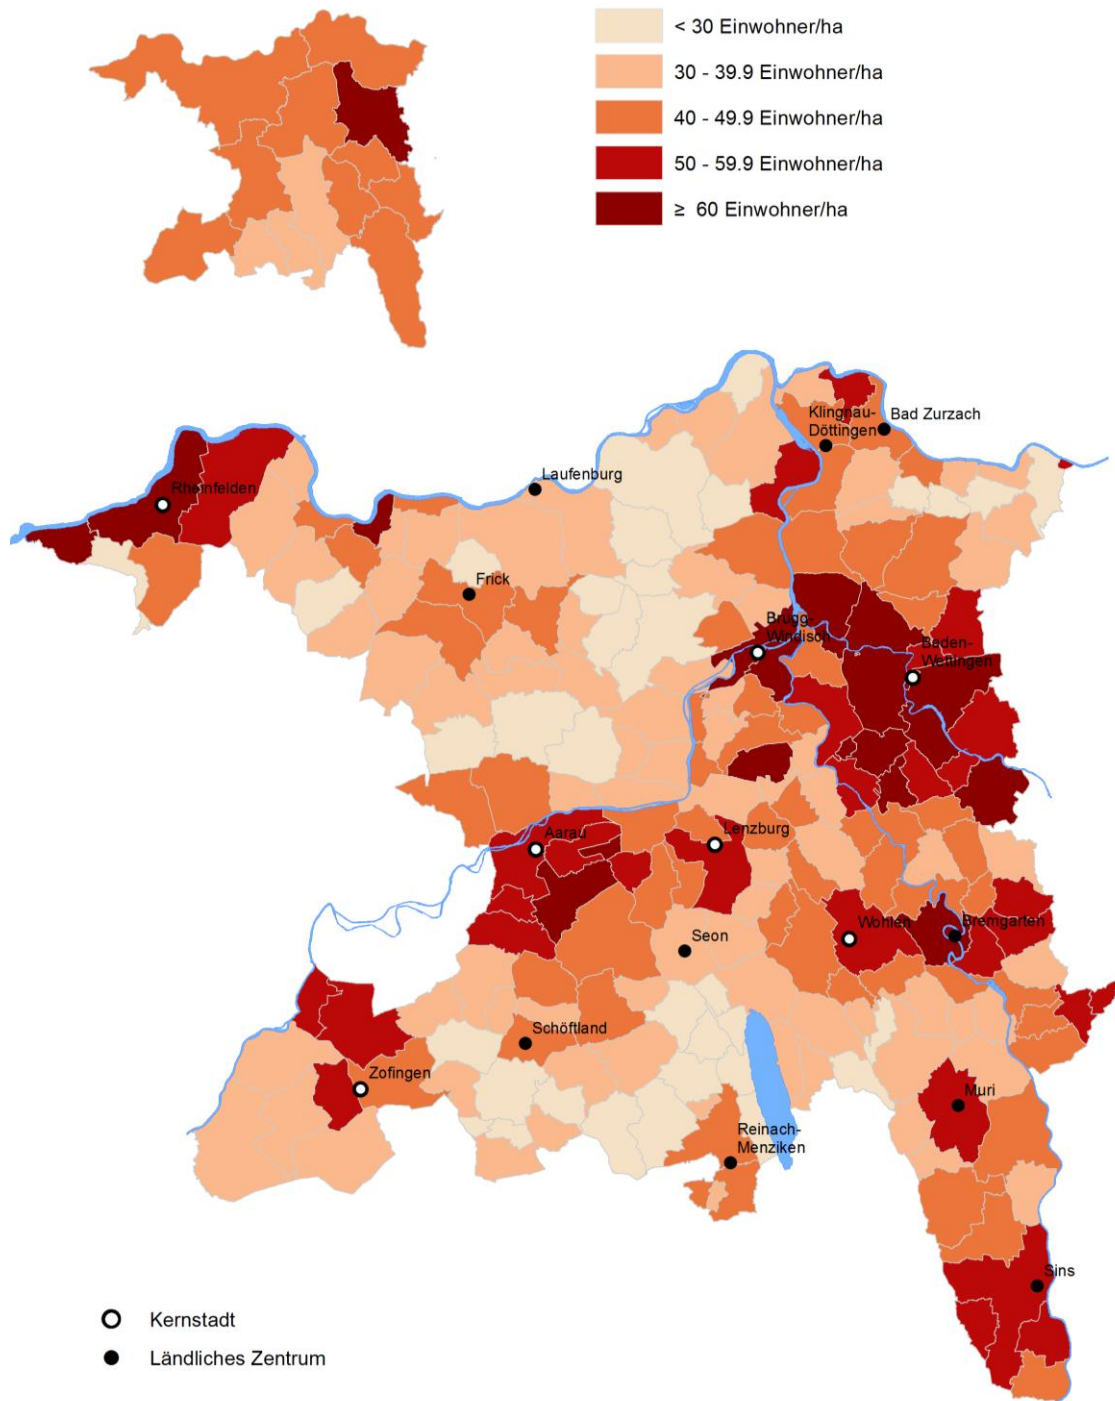 < 30 Einwohner/ha
30 - 39.9 Einwohner/ha
40 - 49.9 Einwohner/ha
50 - 59.9 Einwohner/ha
≥ 60 Einwohner/ha
Klingnau-
Döttingen
Bad Zurzach
Laufenburg
Rheinfelden
Frick
Brugg-
Windisch
Baden-
Wettingen
Aarau
Lenzburg
Wohlen
Bremgarten
Seon
Schöftland
Zofingen
Muri
Reinach-
Menziken
Sins
Kernstadt
Ländliches Zentrum